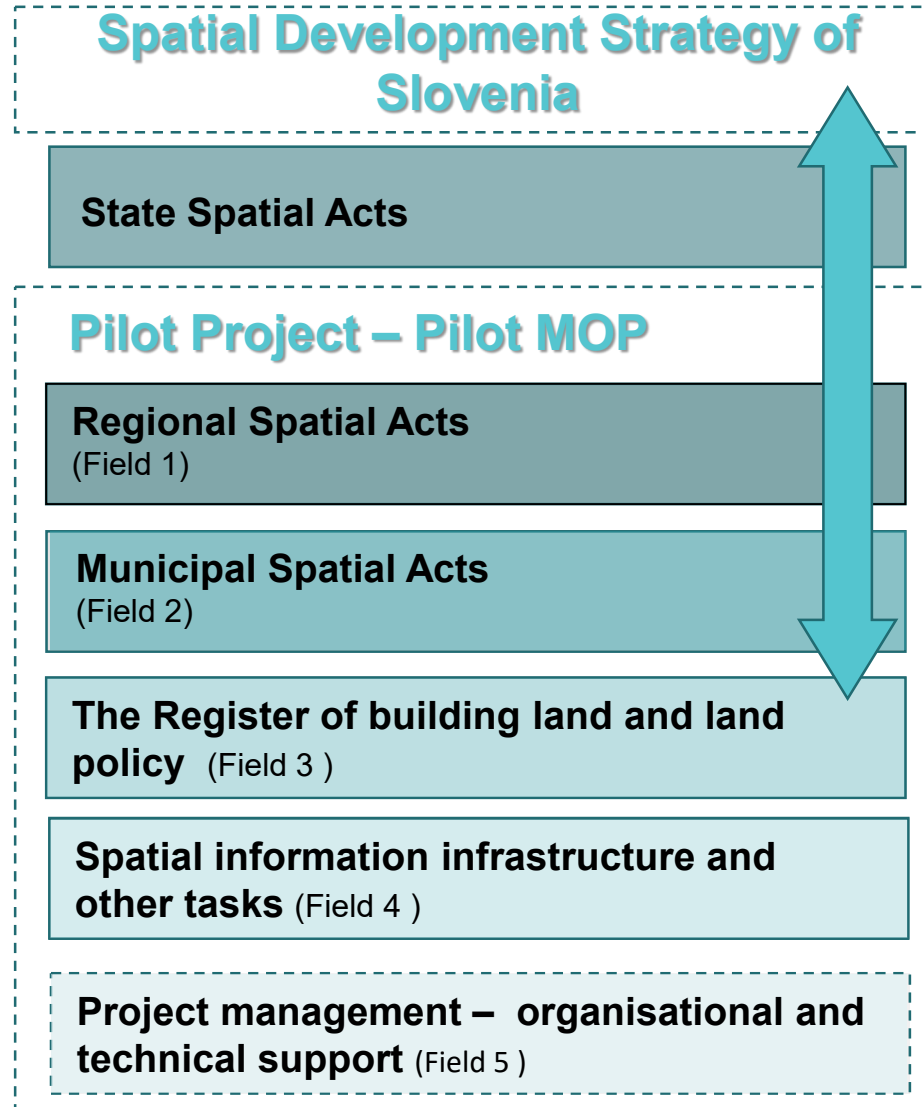 Spatial Development Strategy of
Slovenia
State Spatial Acts
Pilot Project – Pilot MOP
Regional Spatial Acts
(Field 1)
Municipal Spatial Acts
(Field 2)
The Register of building land and land
policy (Field 3 )
Spatial information infrastructure and
other tasks (Field 4 )
Project management – organisational and
technical support (Field 5 )